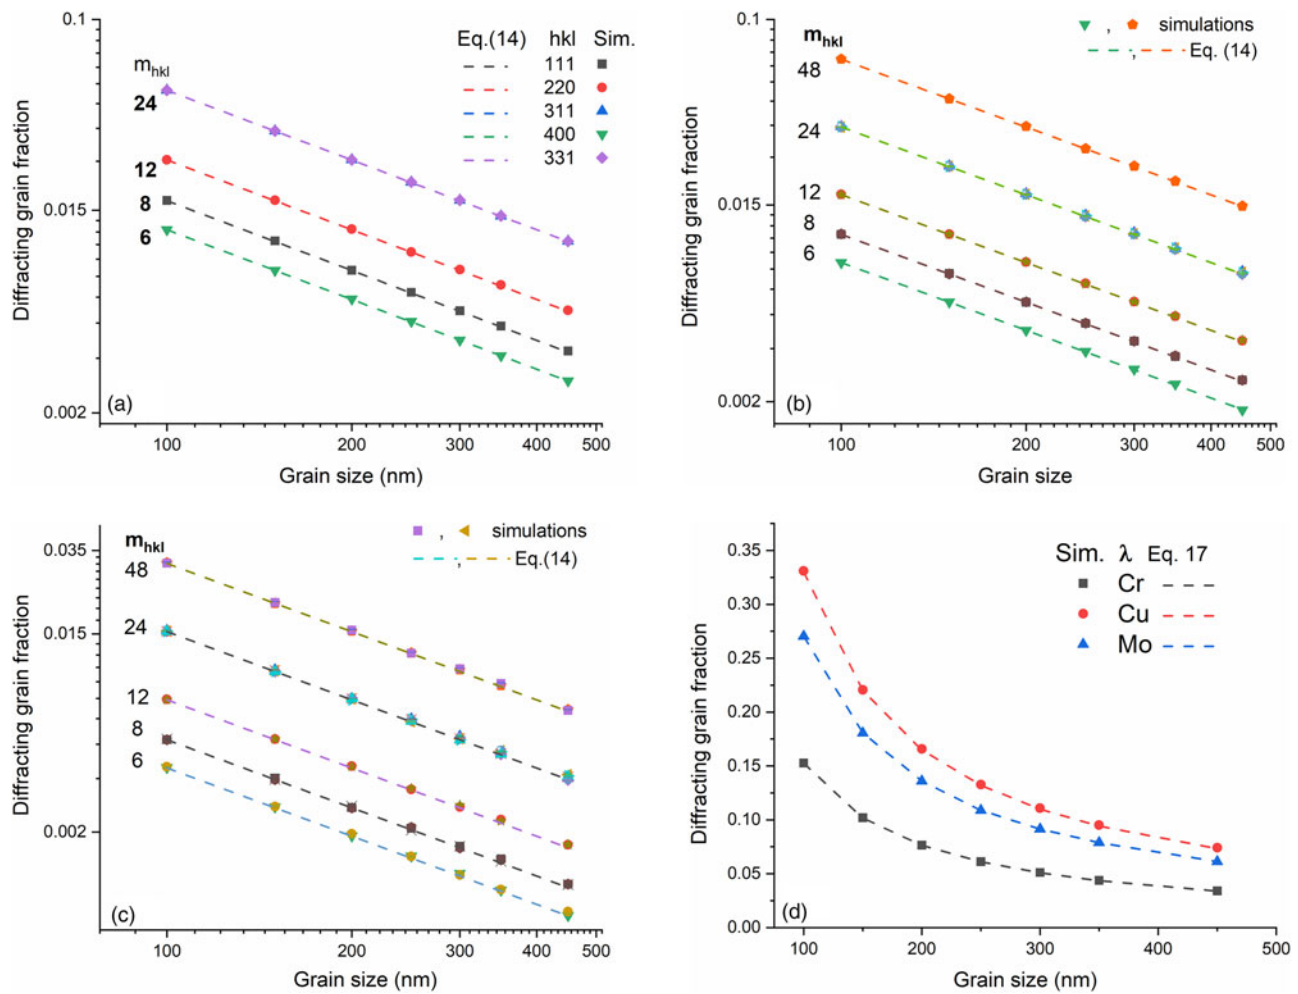 0.1
0.015
0.002
Diffracting grain fraction
m_hkl
24
12
8
6
Eq.(14) hkl Sim.
111
220
311
400
331
(a)
100 200 300 400 500
Grain size (nm)
0.1
0.015
0.002
Diffracting grain fraction
m_hkl
48
24
12
8
6
, simulations
, Eq. (14)
(b)
100 200 300 400 500
Grain size
0.035
0.015
0.002
Diffracting grain fraction
m_hkl
48
24
12
8
6
, simulations
, Eq.(14)
(c)
100 200 300 400 500
Grain size (nm)
0.35
0.30
0.25
0.20
0.15
0.10
0.05
0.00
Diffracting grain fraction
Sim. λ Eq. 17
Cr
Cu
Mo
(d)
100 200 300 400 500
Grain size (nm)